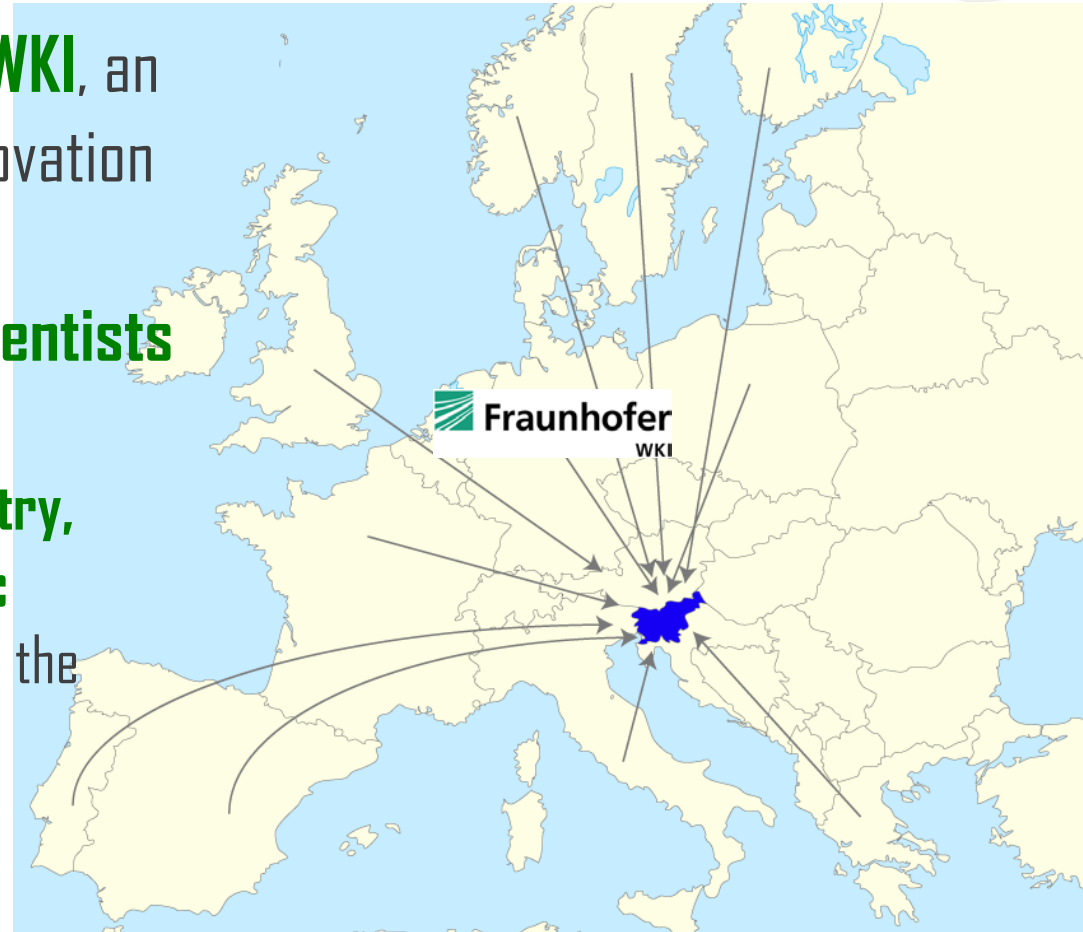 WKI, an
ovation
entists
Fraunhofer
WKI
try,
the